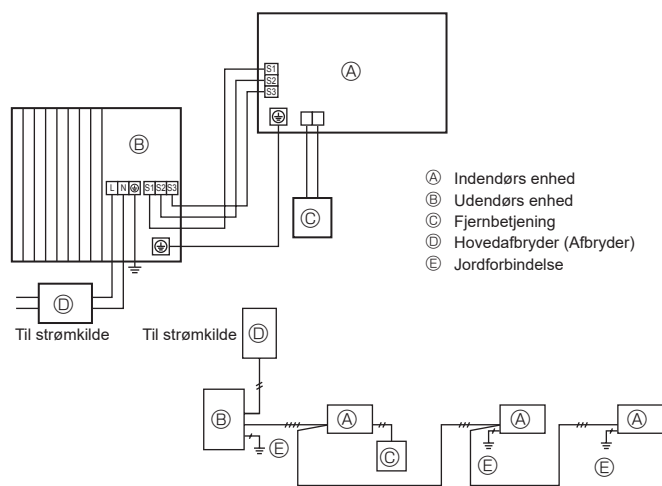 S1
S2
S3
Ⓐ
Ⓑ
L N S1 S2 S3
Ⓒ
Ⓓ
Til strømkilde
Ⓐ Indendørs enhed
Ⓑ Udendørs enhed
Ⓒ Fjernbetjening
Ⓓ Hovedafbryder (Afbryder)
Ⓔ Jordforbindelse
Til strømkilde Ⓓ
Ⓑ Ⓐ Ⓐ Ⓐ
Ⓔ Ⓒ Ⓔ Ⓔ